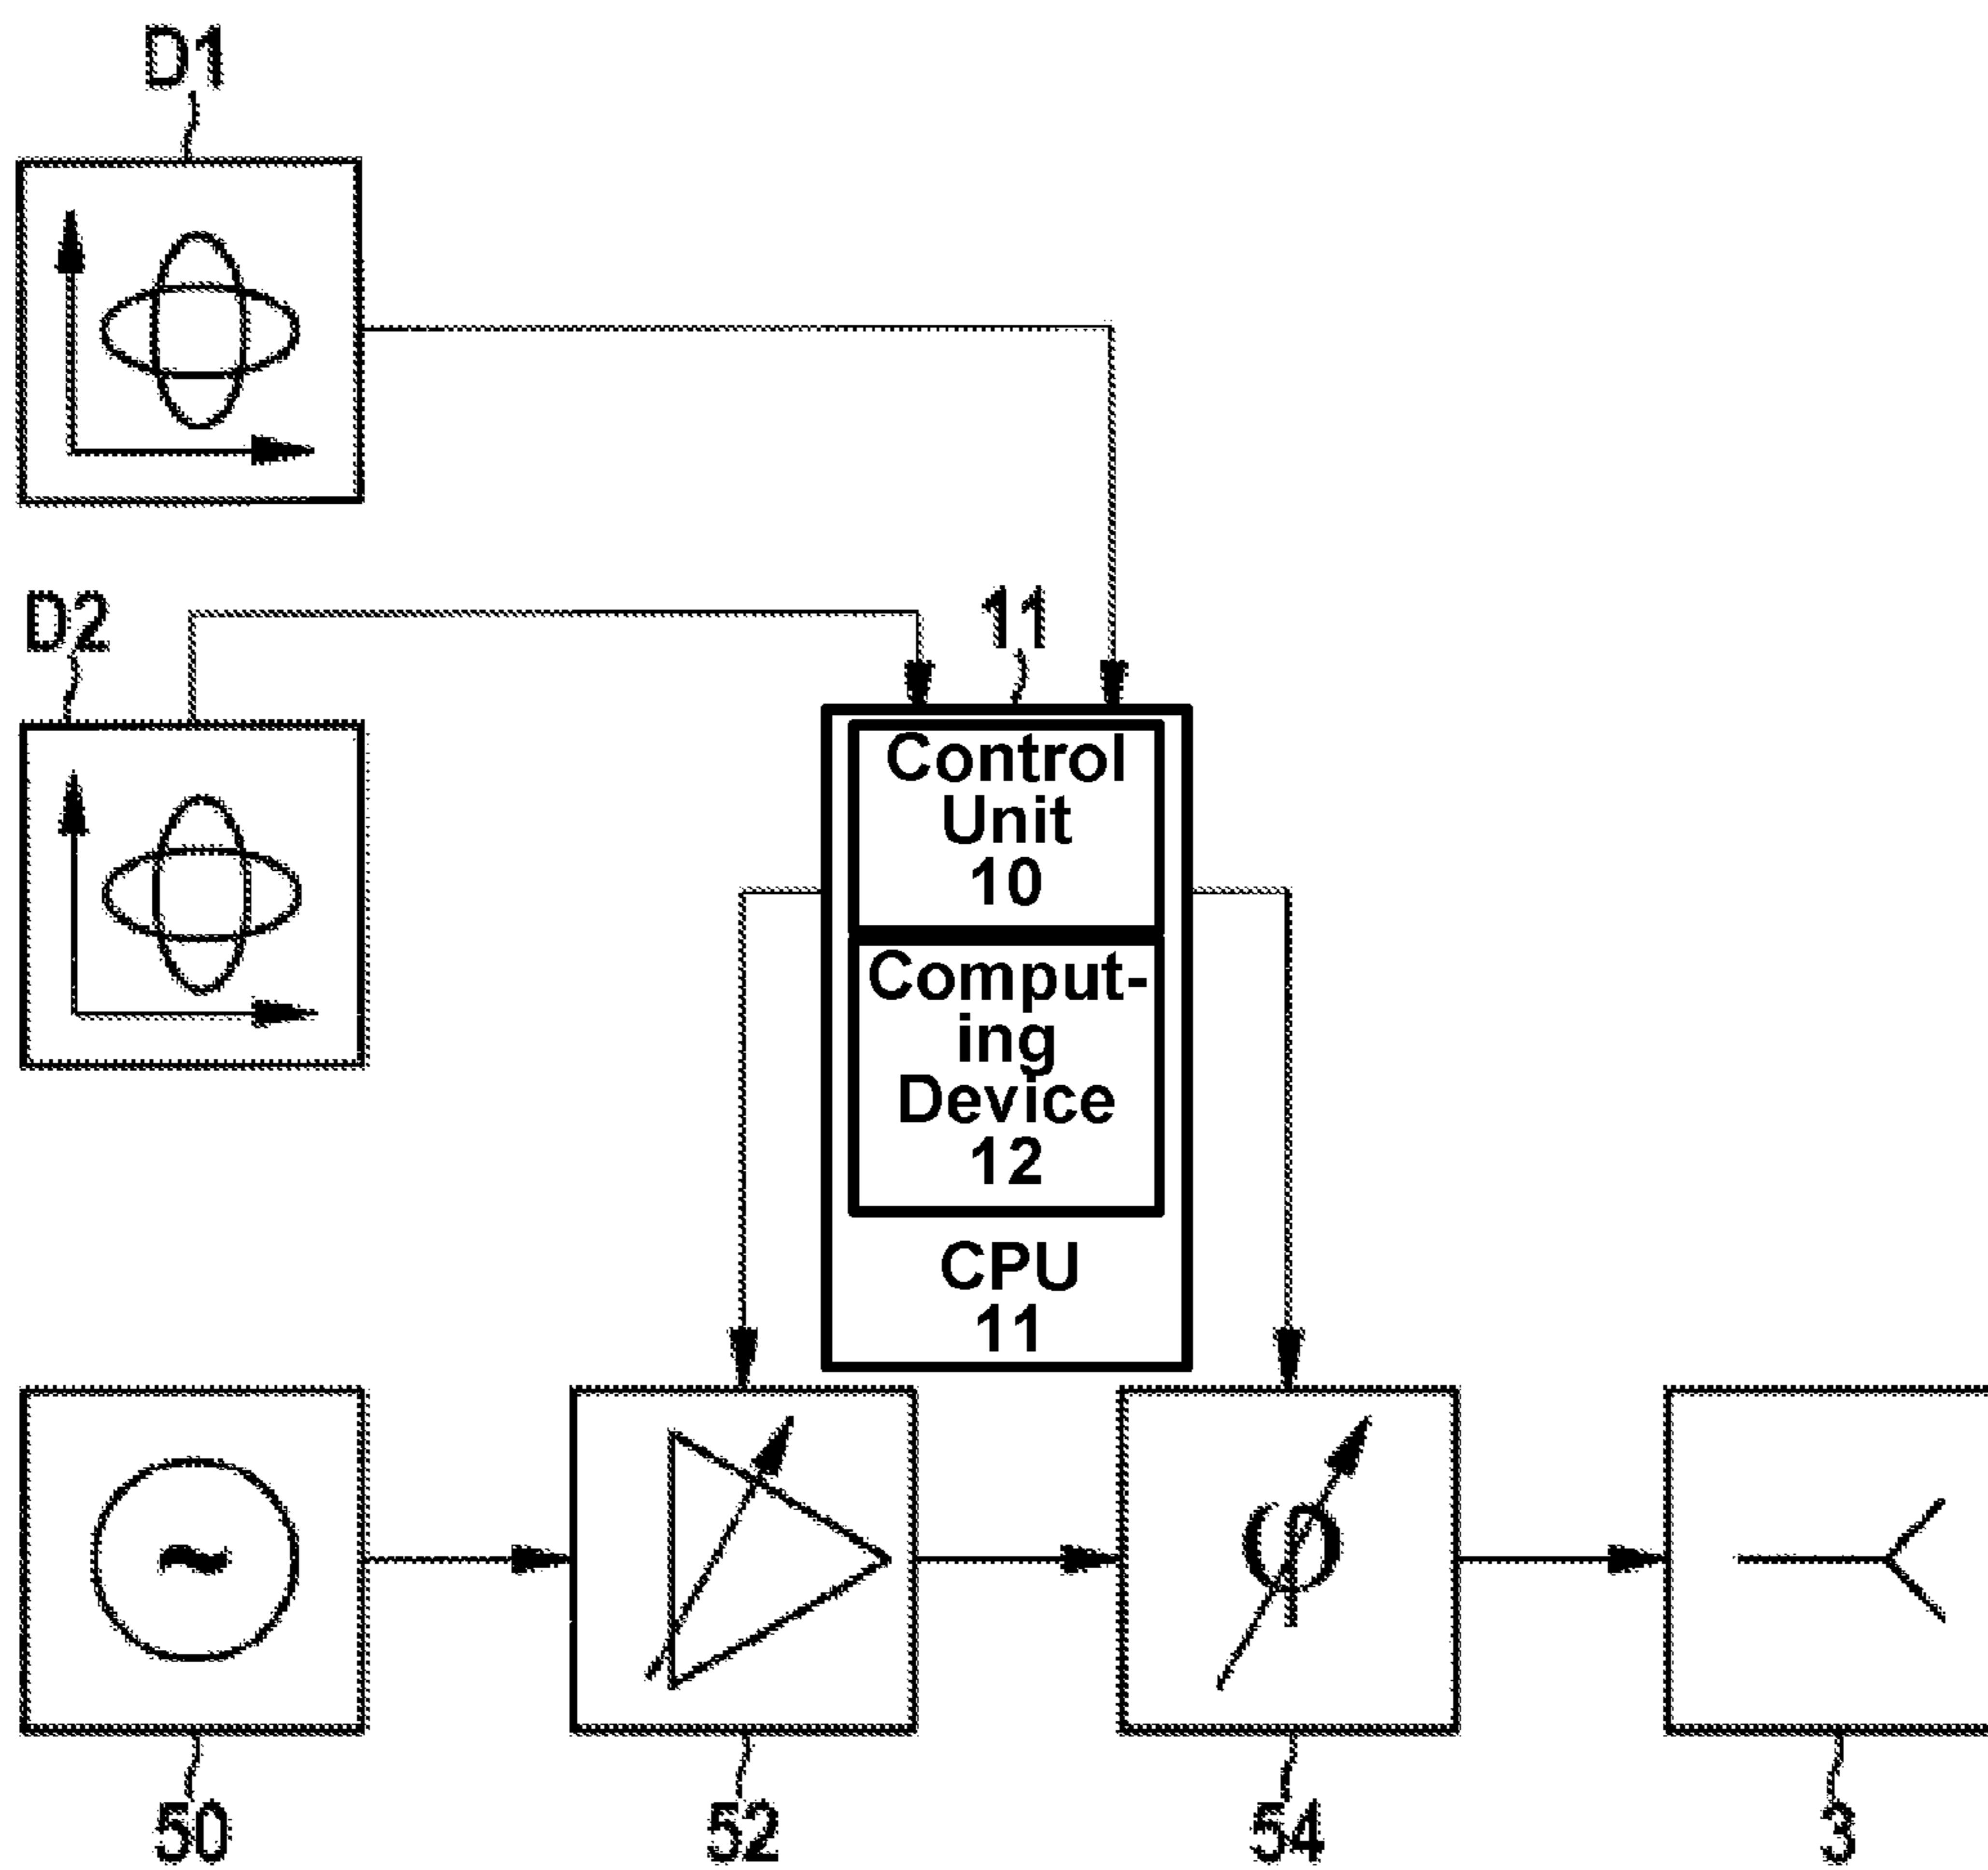 D1
D2
11
Control
Unit
10
Comput-
ing
Device
12
CPU
11
~
φ
50
52
54
3